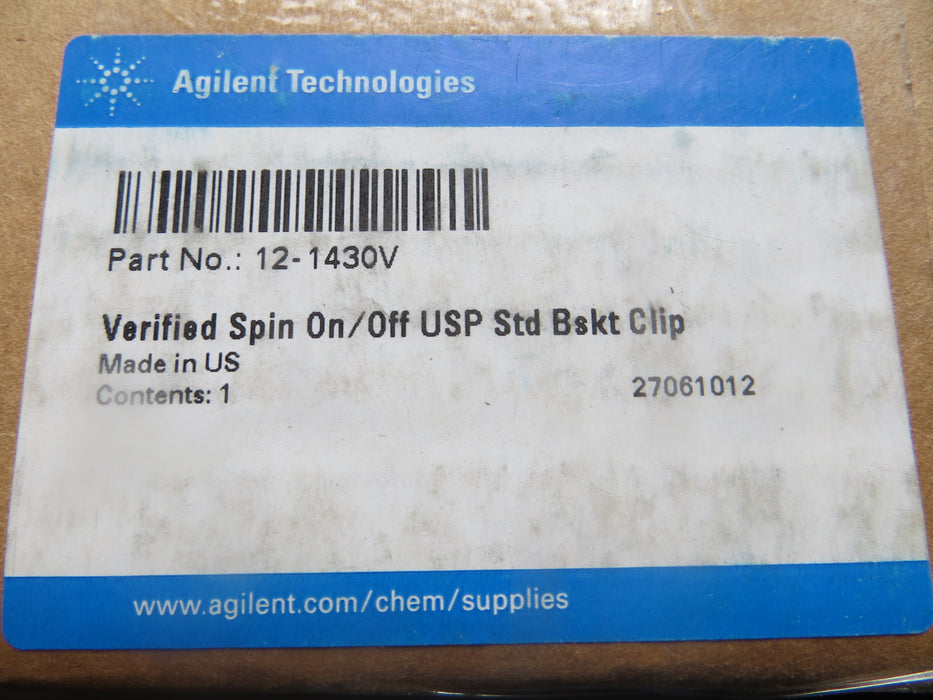 Agilent Technologies
Part No.: 12-1430V
Verified Spin On/Off USP Std Bskt Clip
Made in US
Contents: 1
27061012
www.agilent.com/chem/supplies